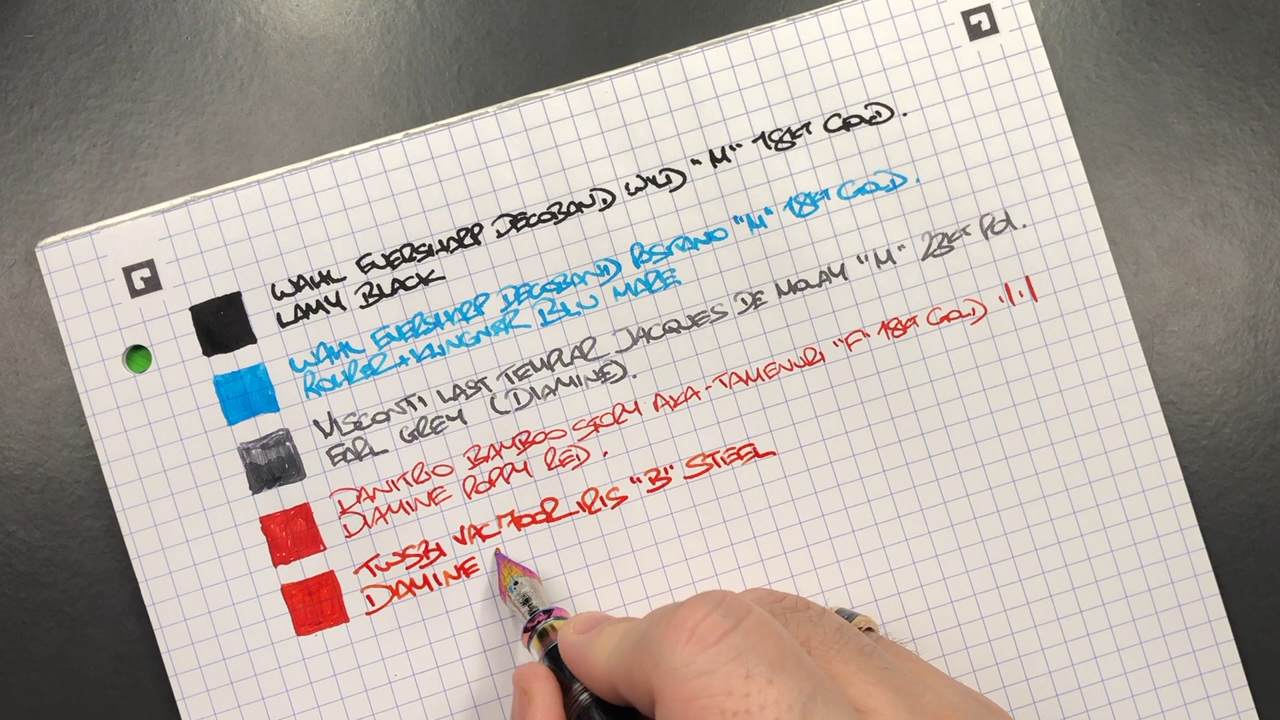 WAHL EVERSHARP DECOBAND WILD "M" 18KT GOLD.
LAMY BLACK
WAHL EVERSHARP DECOBAND POSITANO "M" 18KT GOLD.
ROHRER+KLINGNER BLU MARE
VISCONTI LAST TEMPLAR JACQUES DE MOLAY "M" 23KT Pd.
EARL GREY (DIAMINE).
DANITRIO BAMBOO STORY AKA-TAMENURI "F" 18KT GOLD
DIAMINE POPPY RED.
TWSBI VAC700R IRIS "B" STEEL
DIAMINE